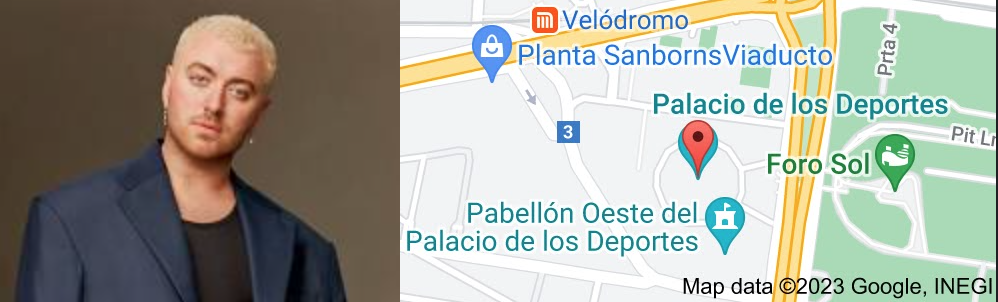 Velódromo
Planta SanbornsViaducto
Prta 4
Palacio de los Deportes
3
Pit Ln
Foro Sol
Pabellón Oeste del
Palacio de los Deportes
Map data ©2023 Google, INEGI